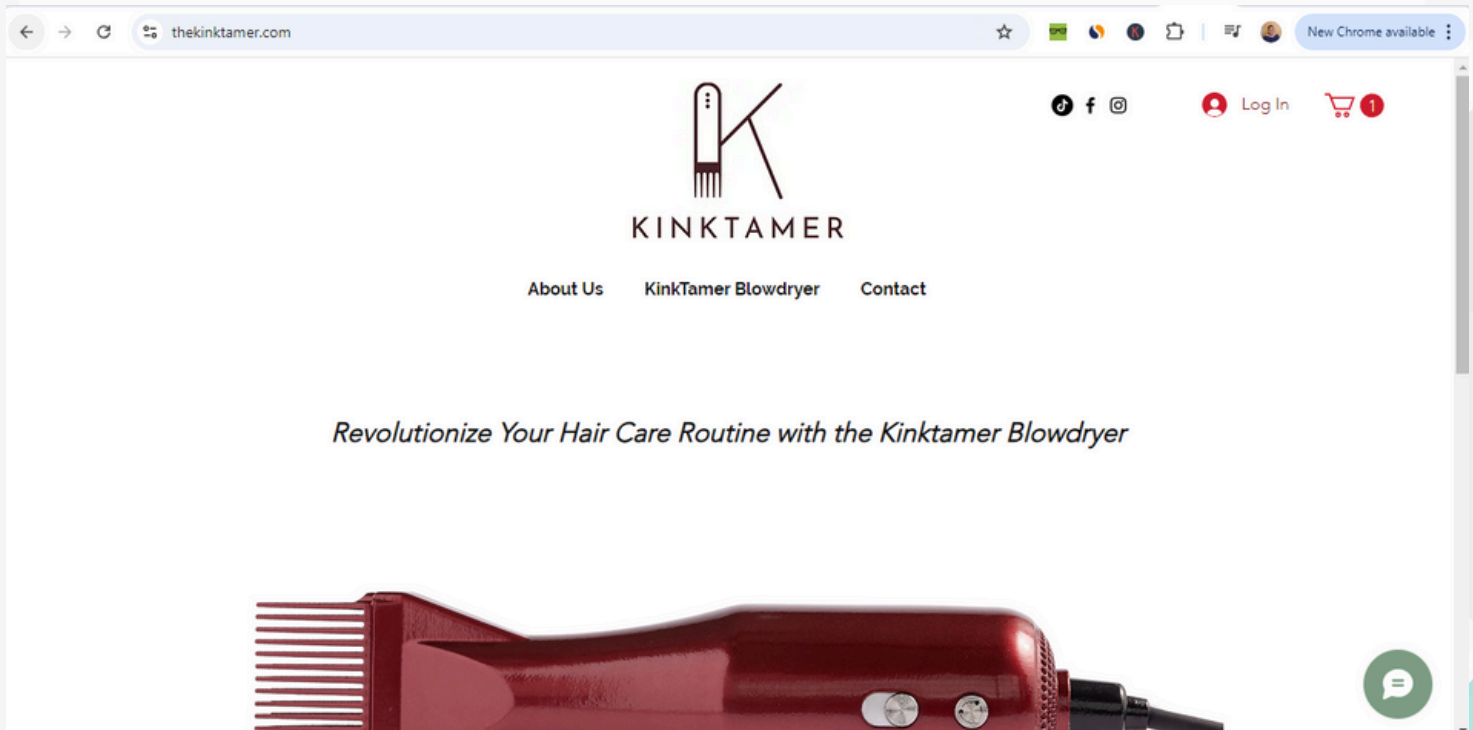 thekinktamer.com
New Chrome available
Log In
1
KINKTAMER
About Us
KinkTamer Blowdryer
Contact
Revolutionize Your Hair Care Routine with the Kinktamer Blowdryer